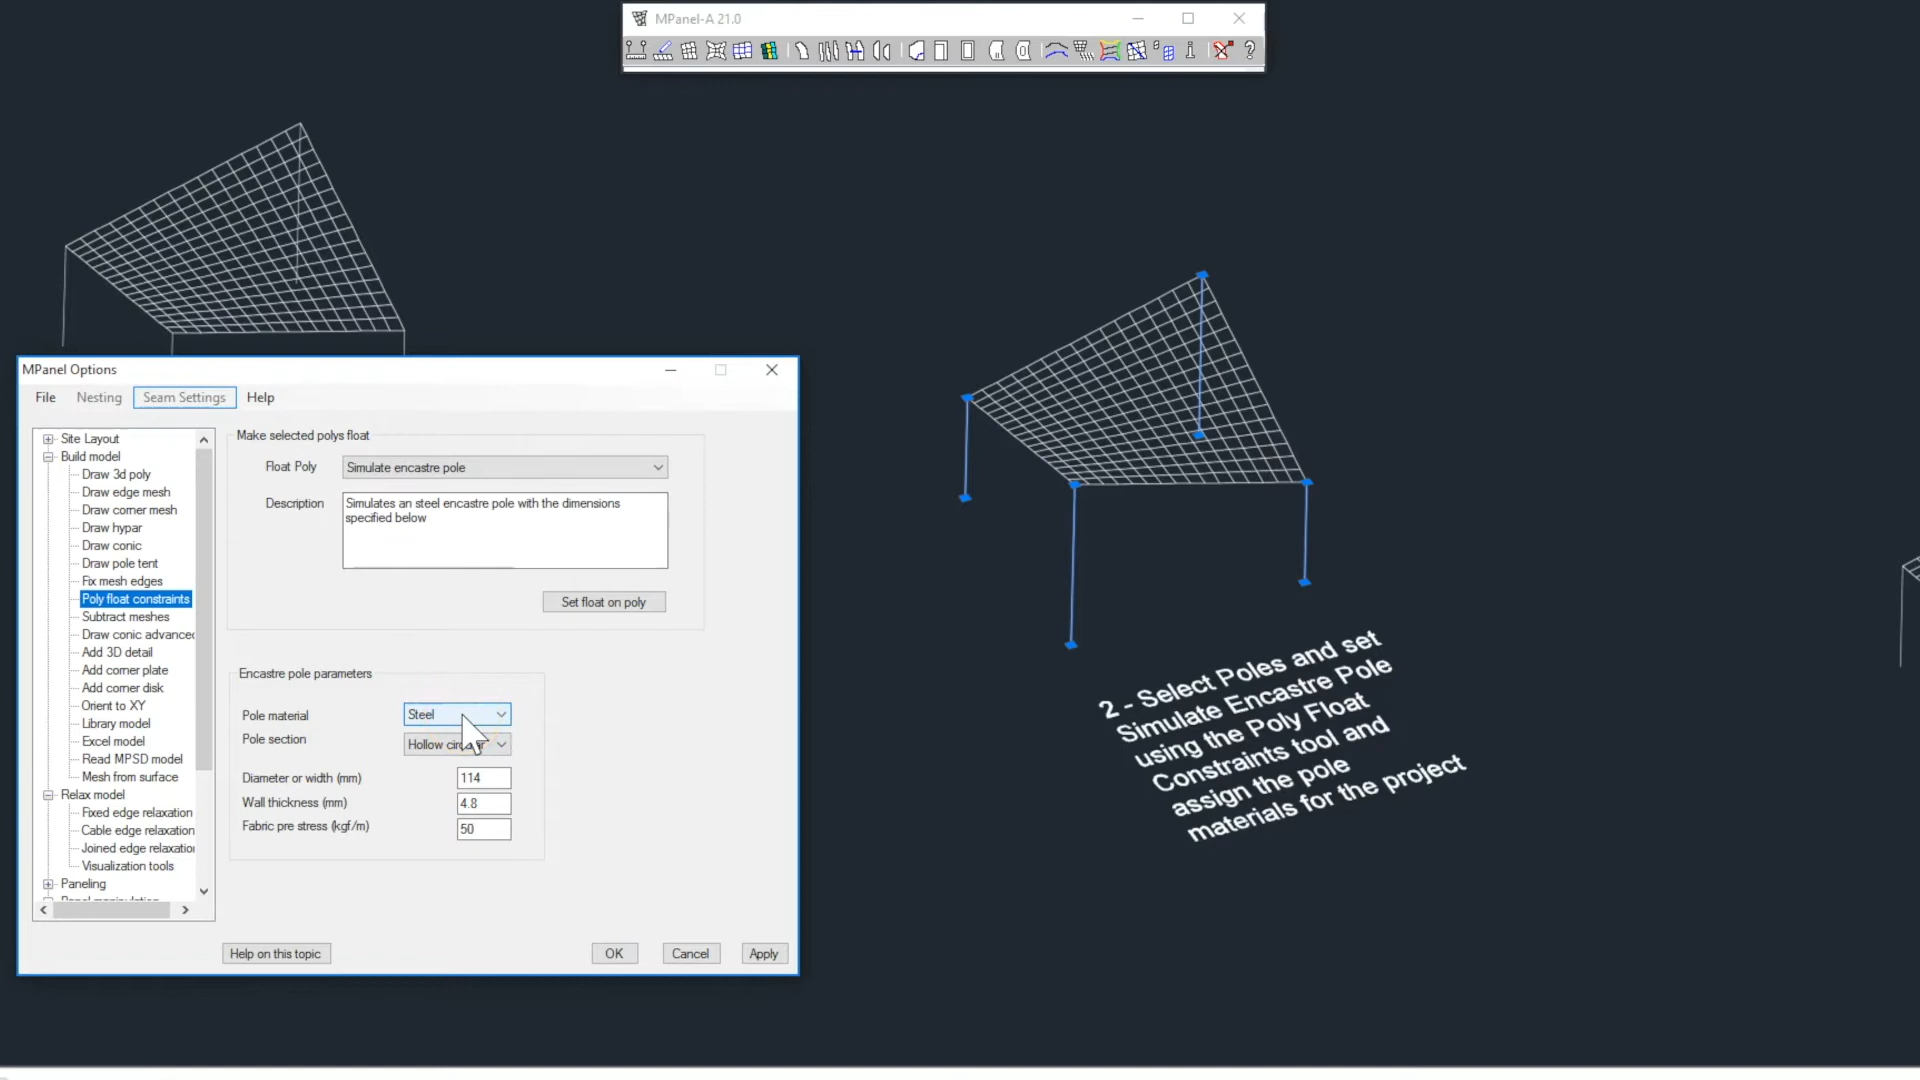 MPanel-A 21.0
MPanel Options
File Nesting Seam Settings Help
Site Layout
Build model
Draw 3d poly
Draw edge mesh
Draw corner mesh
Draw hypar
Draw conic
Draw pole tent
Fix mesh edges
Poly float constraints
Subtract meshes
Draw conic advanced
Add 3D detail
Add corner plate
Add corner disk
Orient to XY
Library model
Excel model
Read MPSD model
Mesh from surface
Relax model
Fixed edge relaxation
Cable edge relaxation
Joined edge relaxatio
Visualization tools
Paneling
Make selected polys float
Float Poly Simulate encastre pole
Description Simulates an steel encastre pole with the dimensions
specified below
Set float on poly
Encastre pole parameters
Pole material Steel
Pole section Hollow circular
Diameter or width (mm) 114
Wall thickness (mm) 4.8
Fabric pre stress (kgf/m) 50
Help on this topic OK Cancel Apply
2 - Select Poles and set
Simulate Encastre Pole
using the Poly Float
Constraints tool and
assign the pole
materials for the project